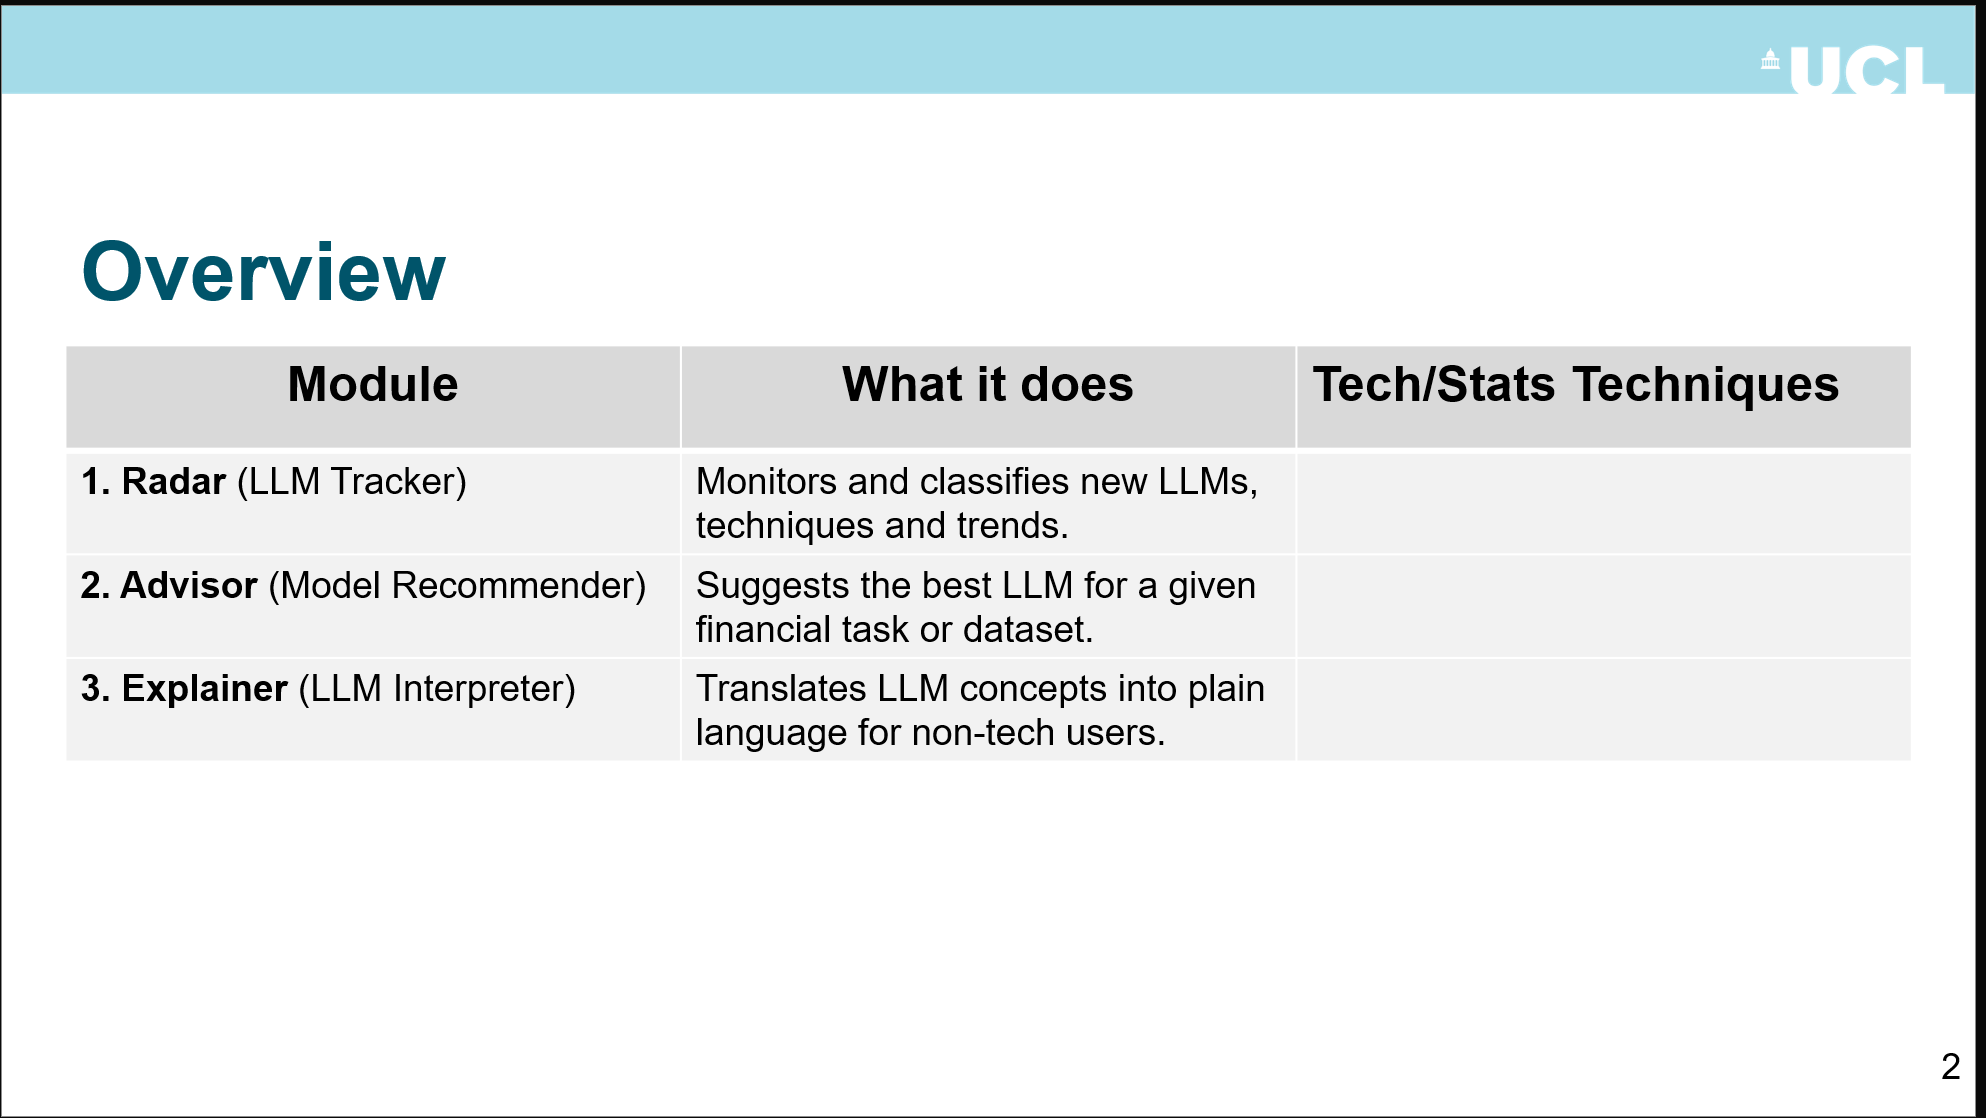 UCL
Overview
Module
What it does
Tech/Stats Techniques
1. Radar (LLM Tracker)
Monitors and classifies new LLMs,
techniques and trends.
2. Advisor (Model Recommender)
Suggests the best LLM for a given
financial task or dataset.
3. Explainer (LLM Interpreter)
Translates LLM concepts into plain
language for non-tech users.
2